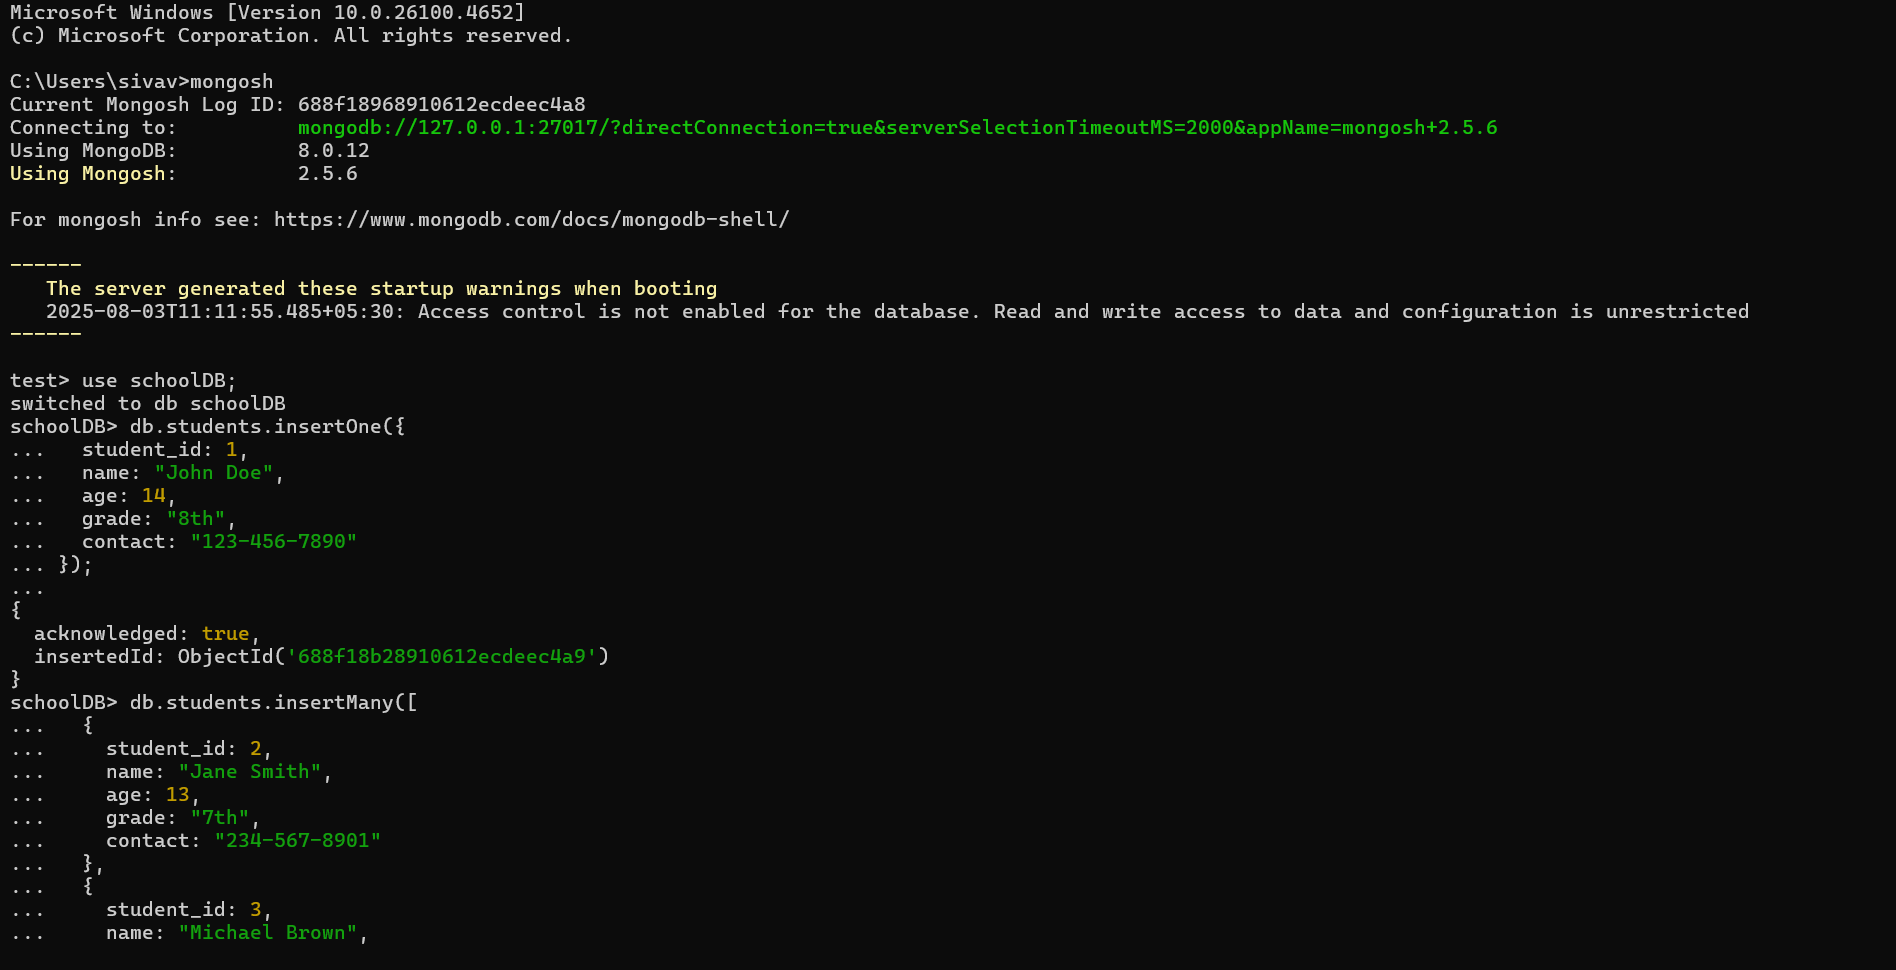 Microsoft Windows [Version 10.0.26100.4652]
(c) Microsoft Corporation. All rights reserved.

C:\Users\sivav>mongosh
Current Mongosh Log ID: 688f18968910612ecdeec4a8
Connecting to:          mongodb://127.0.0.1:27017/?directConnection=true&serverSelectionTimeoutMS=2000&appName=mongosh+2.5.6
Using MongoDB:          8.0.12
Using Mongosh:          2.5.6

For mongosh info see: https://www.mongodb.com/docs/mongodb-shell/

------
   The server generated these startup warnings when booting
   2025-08-03T11:11:55.485+05:30: Access control is not enabled for the database. Read and write access to data and configuration is unrestricted
------

test> use schoolDB;
switched to db schoolDB
schoolDB> db.students.insertOne({
...   student_id: 1,
...   name: "John Doe",
...   age: 14,
...   grade: "8th",
...   contact: "123-456-7890"
... });
...
{
  acknowledged: true,
  insertedId: ObjectId('688f18b28910612ecdeec4a9')
}
schoolDB> db.students.insertMany([
...   {
...     student_id: 2,
...     name: "Jane Smith",
...     age: 13,
...     grade: "7th",
...     contact: "234-567-8901"
...   },
...   {
...     student_id: 3,
...     name: "Michael Brown",